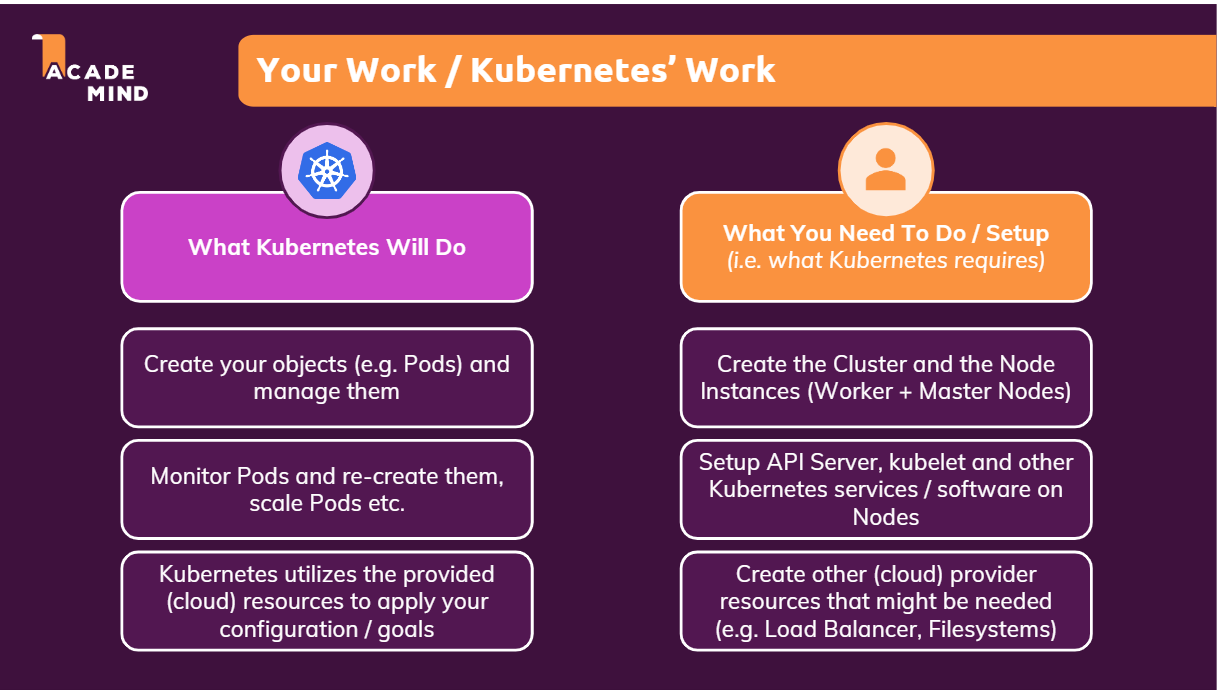 ACADE
MIND
Your Work / Kubernetes’ Work
What Kubernetes Will Do
Create your objects (e.g. Pods) and
manage them
Monitor Pods and re-create them,
scale Pods etc.
Kubernetes utilizes the provided
(cloud) resources to apply your
configuration / goals
What You Need To Do / Setup
(i.e. what Kubernetes requires)
Create the Cluster and the Node
Instances (Worker + Master Nodes)
Setup API Server, kubelet and other
Kubernetes services / software on
Nodes
Create other (cloud) provider
resources that might be needed
(e.g. Load Balancer, Filesystems)